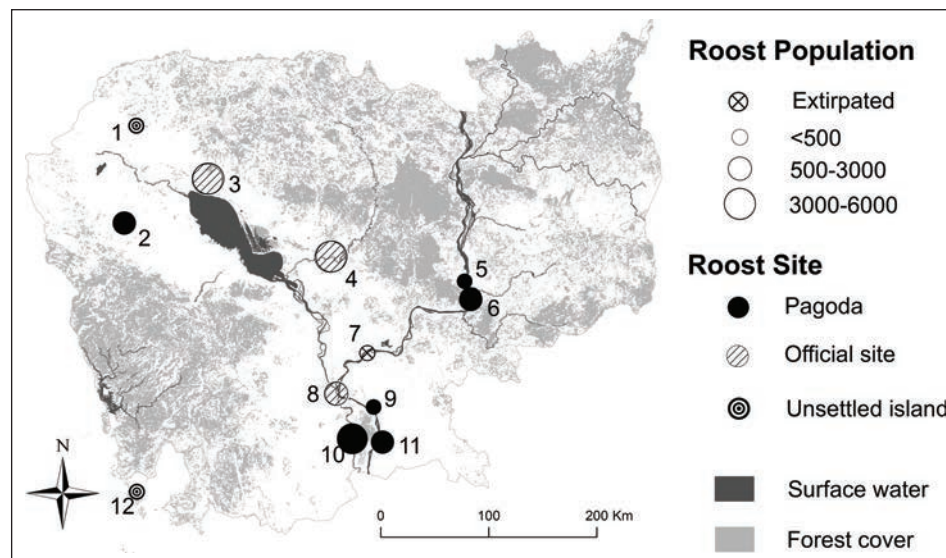 Roost Population
Extirpated
<500
500-3000
3000-6000
Roost Site
Pagoda
Official site
Unsettled island
Surface water
Forest cover
1
2
3
4
5
6
7
8
9
10
11
12
N
0 100 200 Km